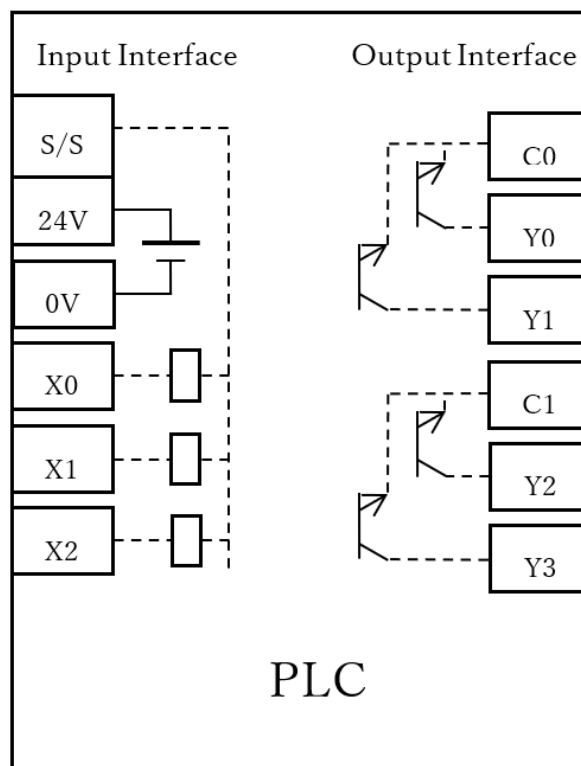 Input Interface
Output Interface
S/S
24V
0V
X0
X1
X2
C0
Y0
Y1
C1
Y2
Y3
PLC